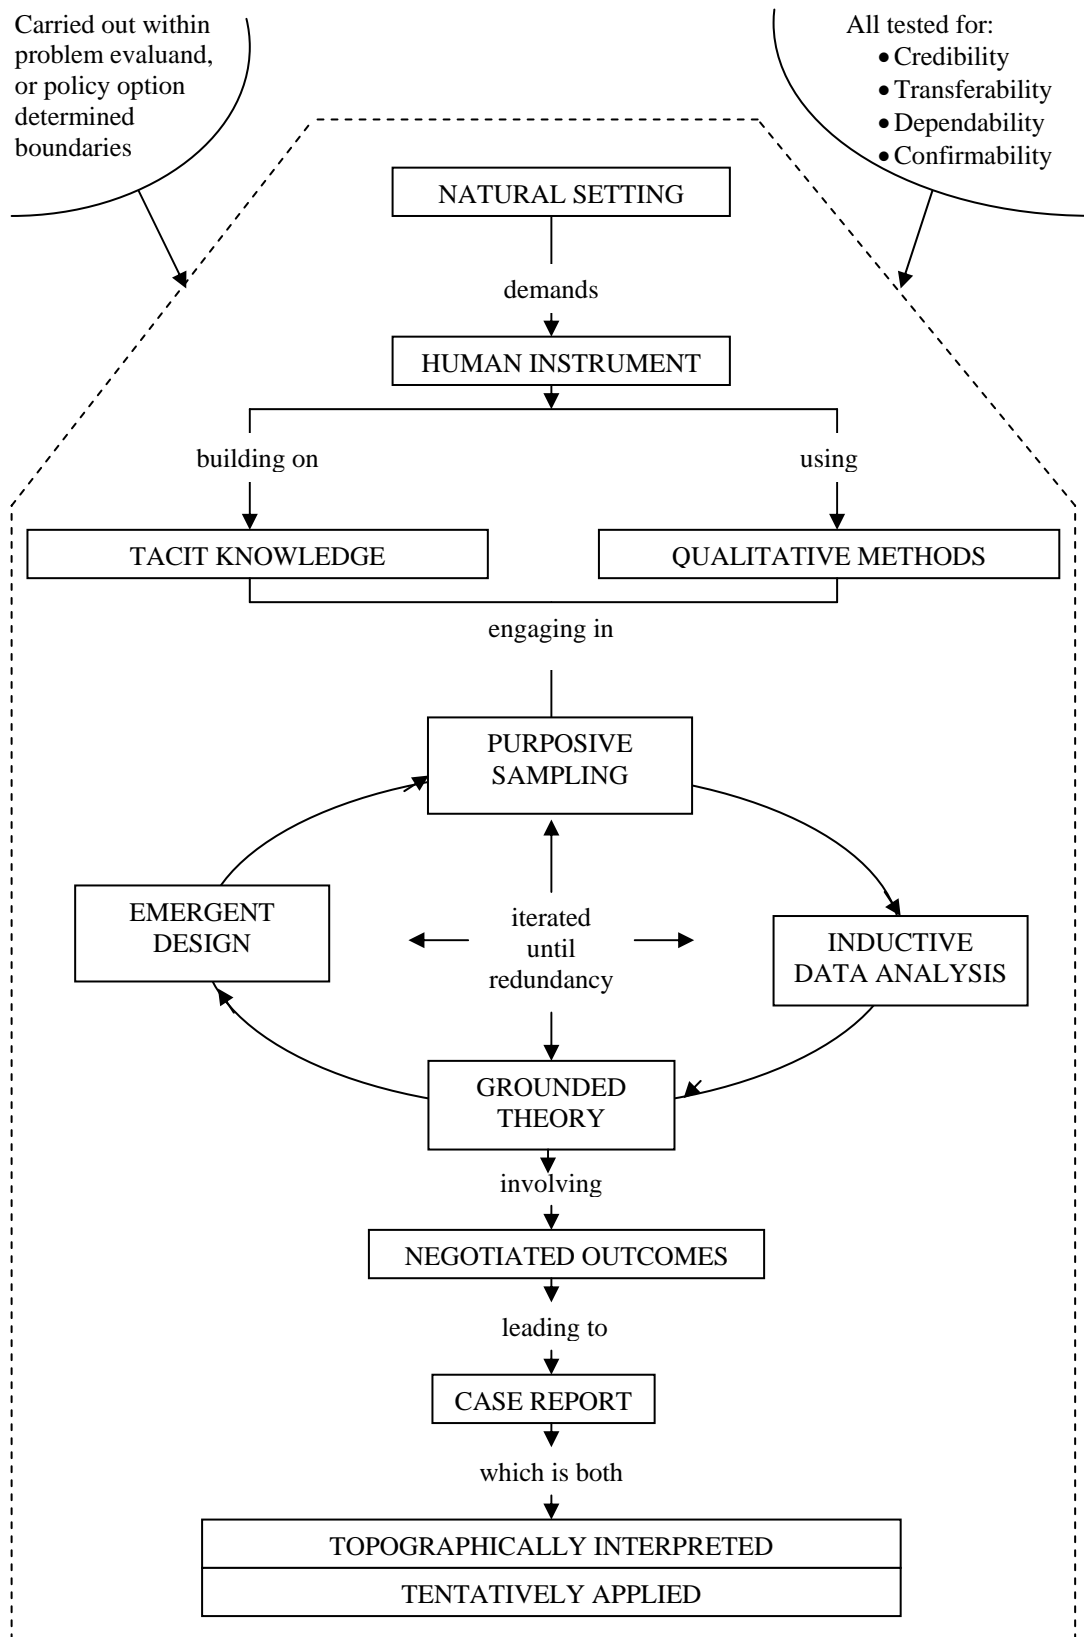 Carried out within
problem evaluand,
or policy option
determined
boundaries
All tested for:
• Credibility
• Transferability
• Dependability
• Confirmability
NATURAL SETTING
demands
HUMAN INSTRUMENT
building on
using
TACIT KNOWLEDGE
QUALITATIVE METHODS
engaging in
PURPOSIVE
SAMPLING
EMERGENT
DESIGN
iterated
until
redundancy
INDUCTIVE
DATA ANALYSIS
GROUNDED
THEORY
involving
NEGOTIATED OUTCOMES
leading to
CASE REPORT
which is both
TOPOGRAPHICALLY INTERPRETED
TENTATIVELY APPLIED